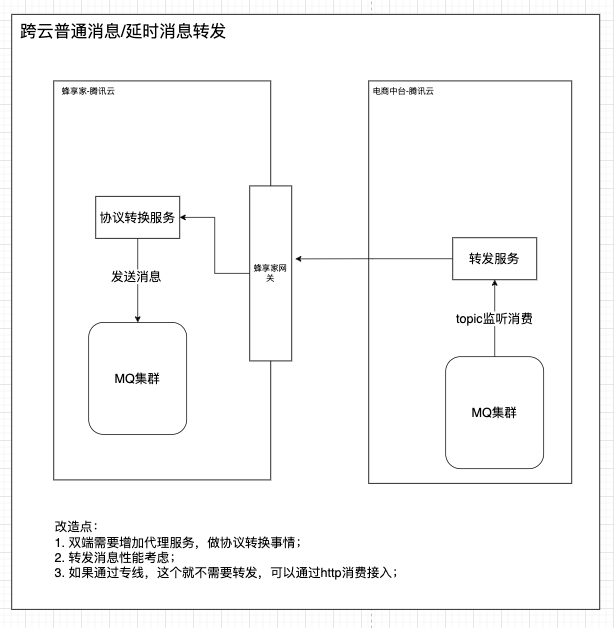 跨云普通消息/延时消息转发
蜂享家-腾讯云
电商中台-腾讯云
协议转换服务
发送消息
MQ集群
蜂享家网
关
转发服务
topic监听消费
MQ集群
改造点：
1. 双端需要增加代理服务，做协议转换事情；
2. 转发消息性能考虑；
3. 如果通过专线，这个就不需要转发，可以通过http消费接入；